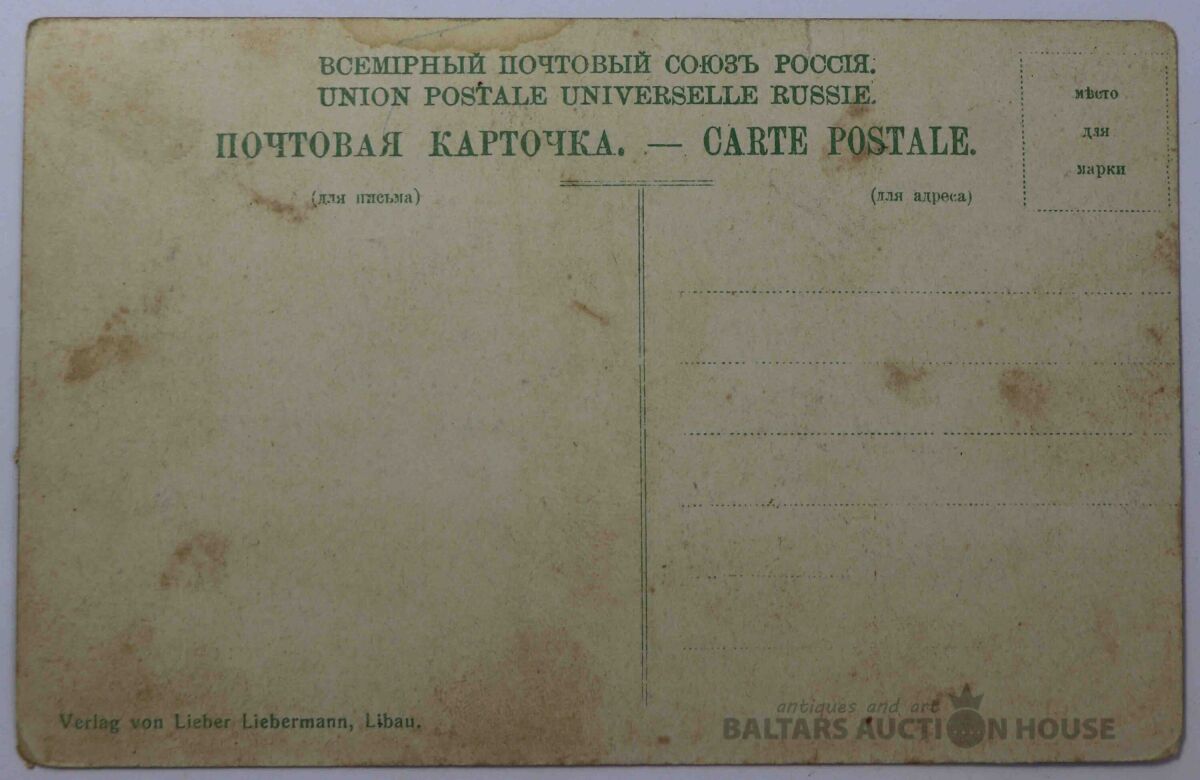 ВСЕМІРНЫЙ ПОЧТОВЫЙ СОЮЗЪ РОССІЯ.
UNION POSTALE UNIVERSELLE RUSSIE.
ПОЧТОВАЯ КАРТОЧКА. — CARTE POSTALE.
(для письма)
(для адреса)
мѣсто
для
марки
Verlag von Lieber Liebermann, Libau.
antiques and art
BALTARS AUCTION HOUSE